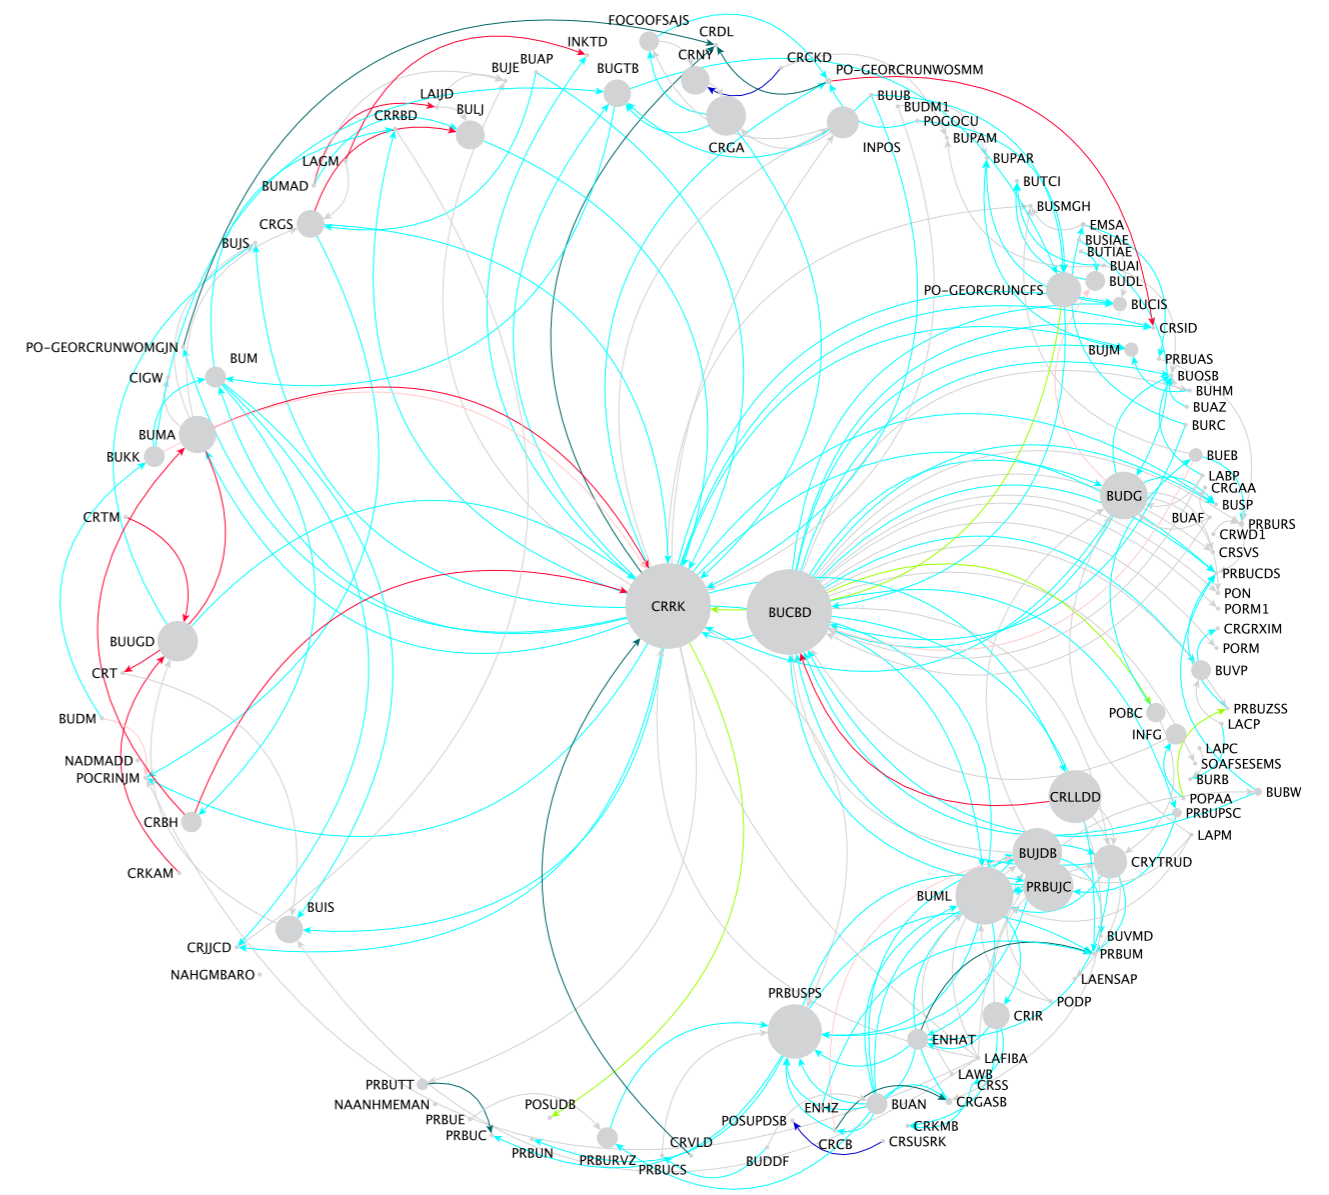 FOCOOFSAJS
CRDL
INKTD
CRNY
CRCKD
BUAP
BUJE
BUGTB
PO-GEORCRUNWOSMM
LAIJD
BUUB
BULJ
BUDM1
CRRBD
POGOCU
BUPAM
CRGA
INPOS
LAGM
BUPAR
BUMAD
BUTCI
BUSMGH
CRGS
EMSA
BUJS
BUSIAE
BUTIAE
BUAI
BUDL
PO-GEORCRUNCFS
BUCIS
CRSID
PO-GEORCRUNWOMGJN
BUJM
BUM
PRBUAS
CIGW
BUOSB
BUHM
BUAZ
BURC
BUMA
BUKK
BUEB
LABP
CRGAA
BUDG
BUSP
CRTM
BUAF
PRBURS
CRWD1
CRSVS
PRBUCDS
PON
CRRK
BUCBD
PORM1
CRGRXIM
BUUGD
PORM
CRT
BUVP
PRBUZSS
BUDM
POBC
LACP
INFG
LAPC
NADMADD
SOAFSESEMS
POCRINJM
BURB
BUBW
CRLLDD
POPAA
PRBUPSC
CRBH
LAPM
BUJDB
CRYTRUD
CRKAM
PRBUJC
BUML
BUIS
BUVMD
CRJJCD
PRBUM
NAHGMBARO
LAENSAP
PRBUSPS
PODP
CRIR
ENHAT
LAFIBA
LAWB
PRBUTT
CRSS
CRGASB
NAANHMEMAN
POSUDB
ENHZ
BUAN
PRBUE
POSUPDSB
CRKMB
PRBUC
CRVLD
CRCB
CRSUSRK
PRBUN
PRBURVZ
BUDDF
PRBUCS